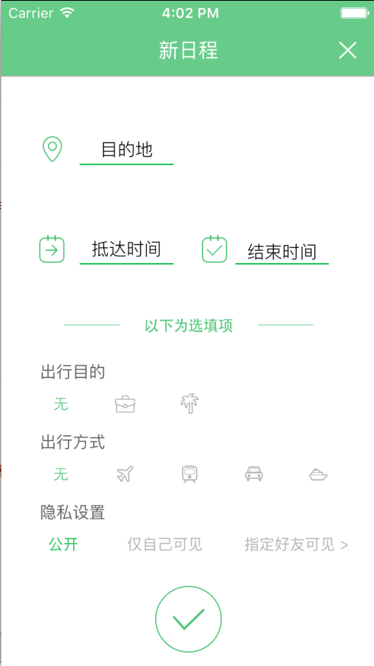 Carrier 4:02 PM
新日程
目的地
抵达时间 结束时间
以下为选填项
出行目的
无
出行方式
无
隐私设置
公开 仅自己可见 指定好友可见 >